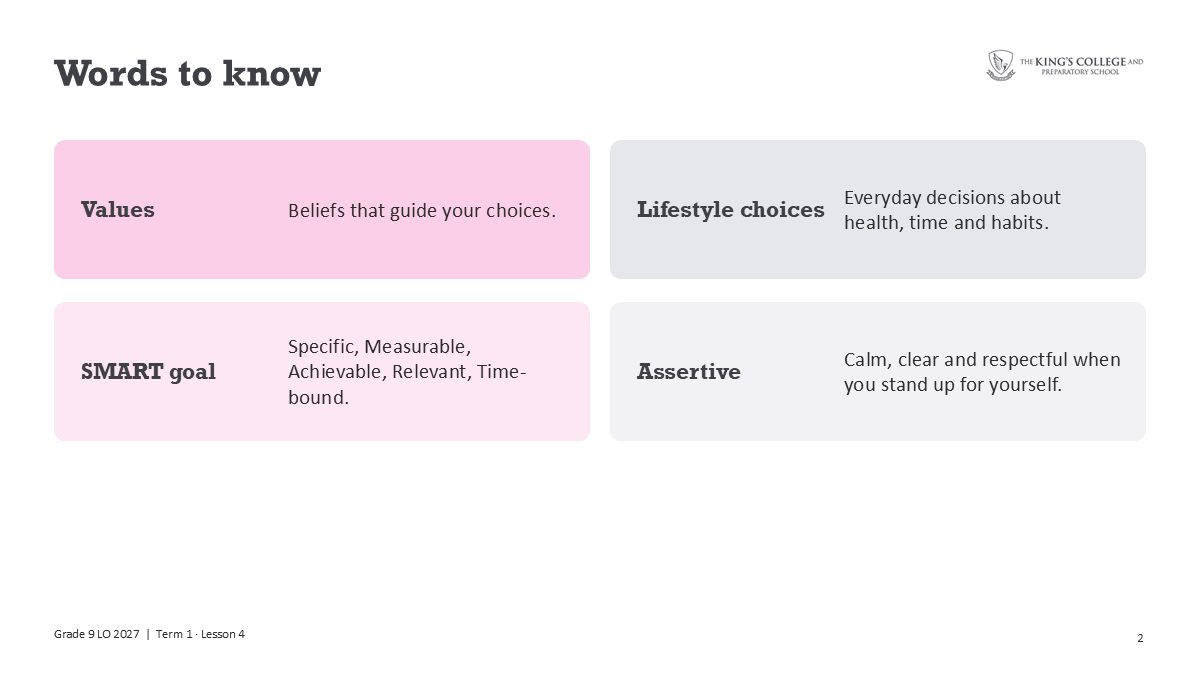 Words to know
THE KING'S COLLEGE AND
PREPARATORY SCHOOL
Values
Beliefs that guide your choices.
Lifestyle choices
Everyday decisions about
health, time and habits.
SMART goal
Specific, Measurable,
Achievable, Relevant, Time-
bound.
Assertive
Calm, clear and respectful when
you stand up for yourself.
Grade 9 LO 2027 | Term 1 · Lesson 4
2